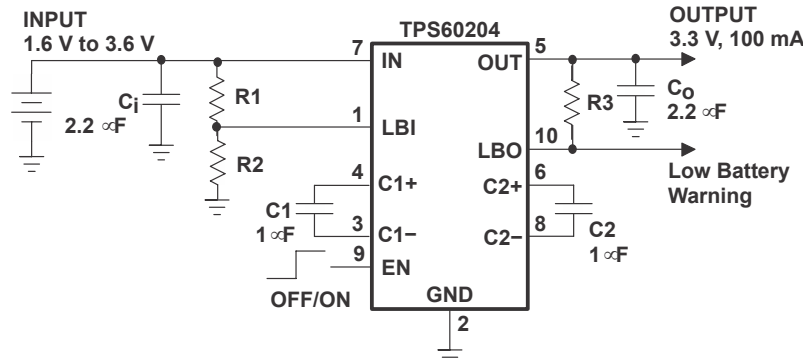 INPUT
1.6 V to 3.6 V
TPS60204
OUTPUT
3.3 V, 100 mA
7
IN
OUT
5
Ci
2.2 ∝F
R1
R2
1
LBI
R3
Co
2.2 ∝F
LBO
10
Low Battery
Warning
4
C1+
C2+
6
C1
1 ∝F
3
C1−
C2−
8
C2
1 ∝F
9
EN
OFF/ON
GND
2